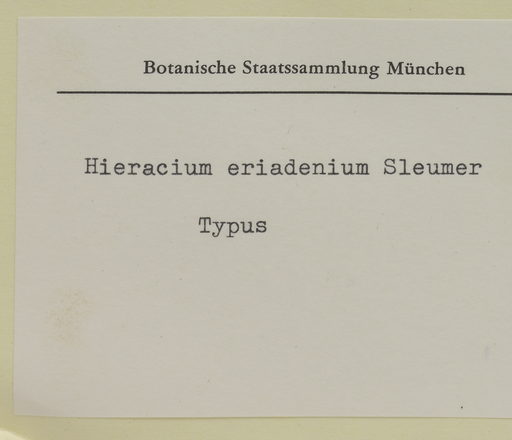 Botanische Staatssammlung München
Hieracium eriadenium Sleumer
Typus